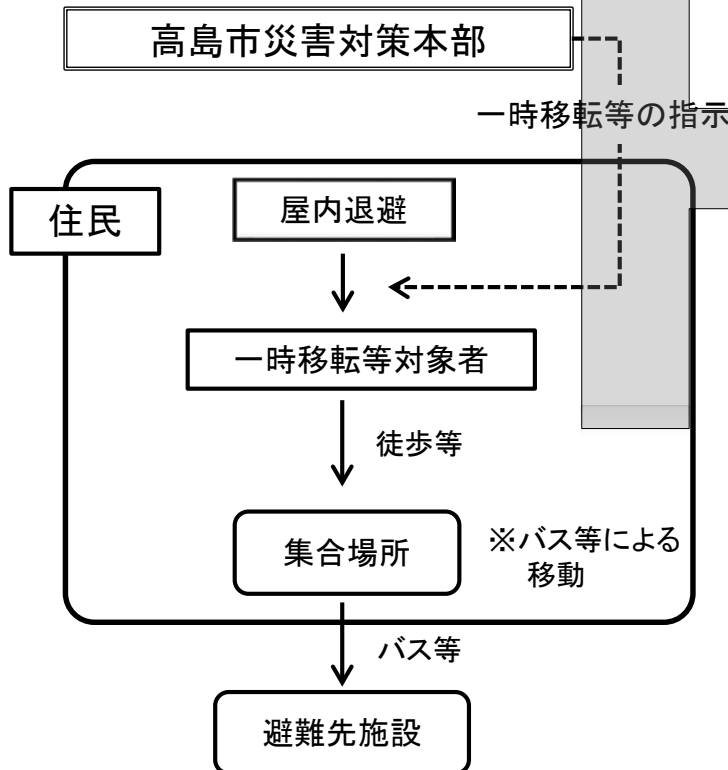 高島市災害対策本部
一時移転等の指示
住民
屋内退避
一時移転等対象者
徒歩等
集合場所
※バス等による
移動
バス等
避難先施設